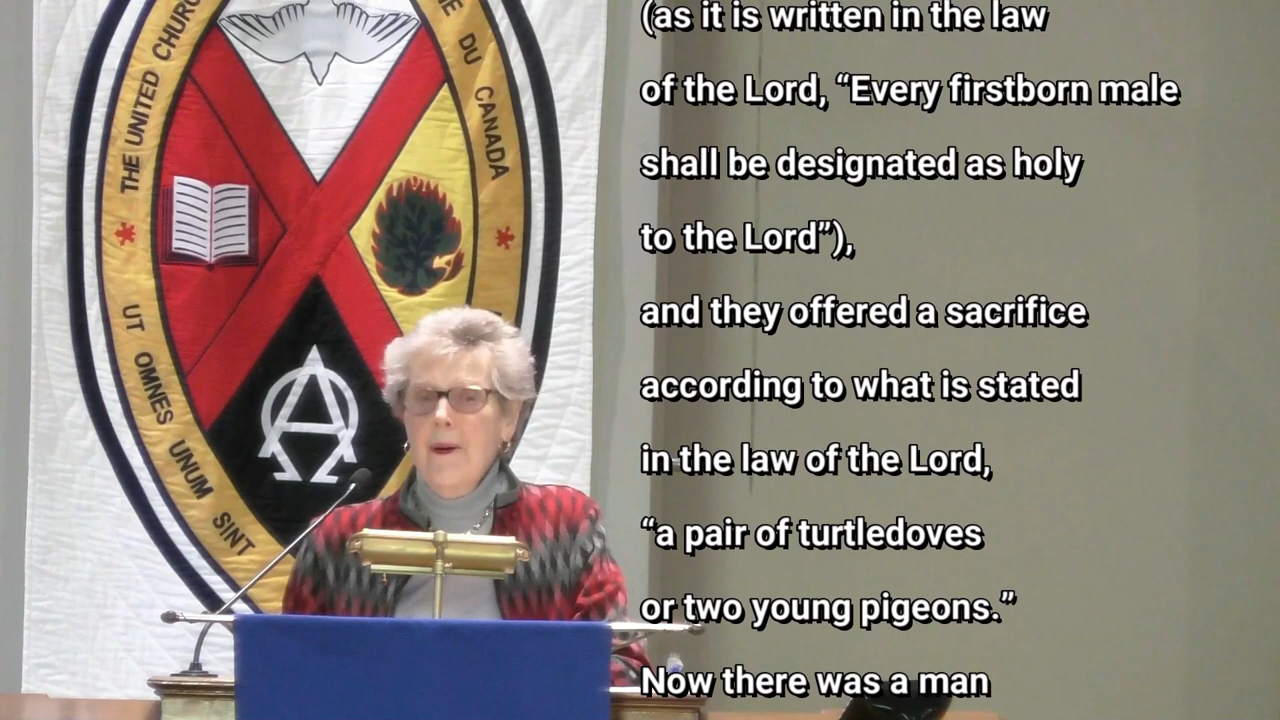 THE UNITED CHURC
DU CANADA
UT OMNES UNUM SINT
(as it is written in the law
of the Lord, “Every firstborn male
shall be designated as holy
to the Lord”),
and they offered a sacrifice
according to what is stated
in the law of the Lord,
“a pair of turtledoves
or two young pigeons.”
Now there was a man